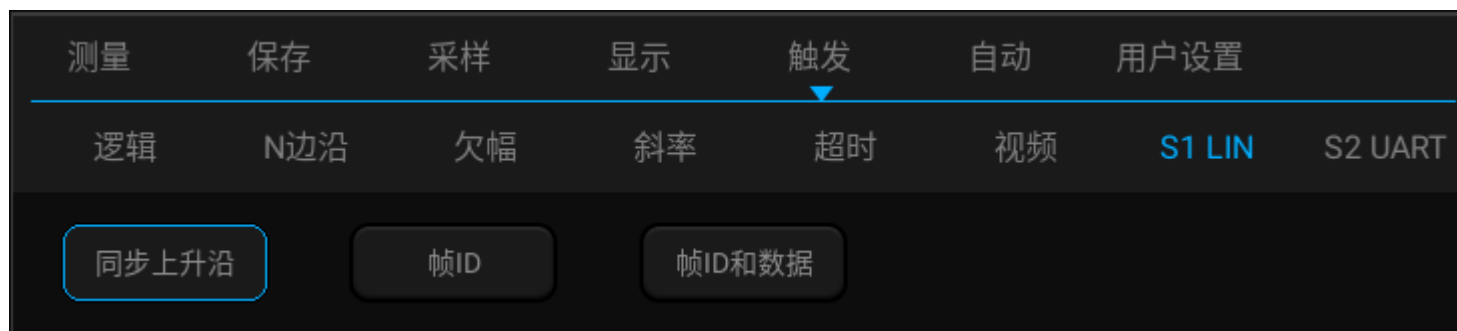 测量 保存 采样 显示 触发 自动 用户设置
逻辑 N边沿 欠幅 斜率 超时 视频 S1 LIN S2 UART
同步上升沿 帧ID 帧ID和数据